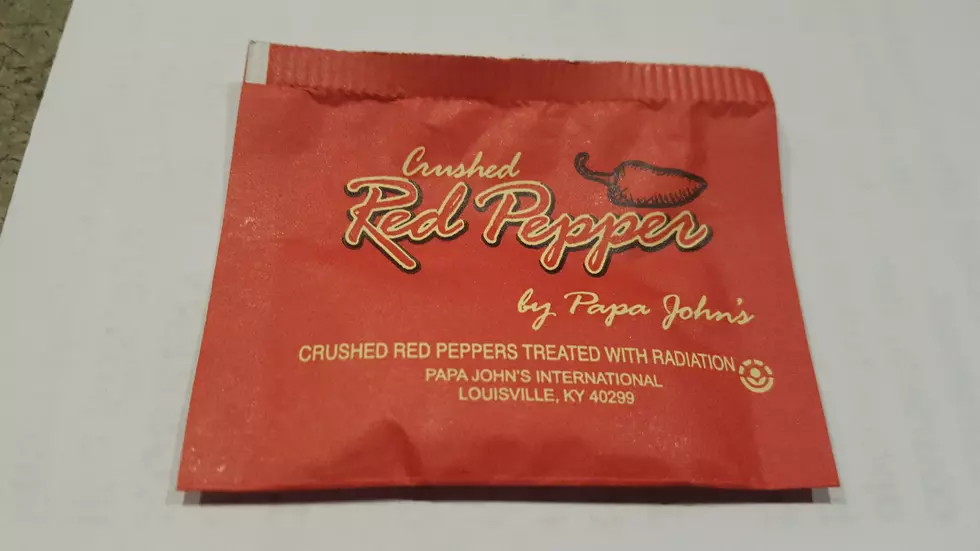 Crushed
Red Pepper
by Papa John's
CRUSHED RED PEPPERS TREATED WITH RADIATION
PAPA JOHN'S INTERNATIONAL
LOUISVILLE, KY 40299